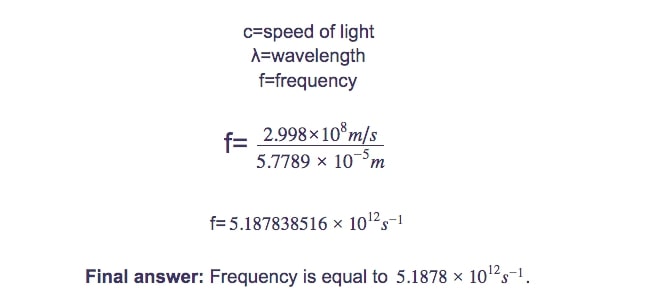 c=speed of light
λ=wavelength
f=frequency
f= 2.998×10⁸m/s
5.7789 × 10⁻⁵m
f= 5.187838516 × 10¹²s⁻¹
Final answer: Frequency is equal to 5.1878 × 10¹²s⁻¹.